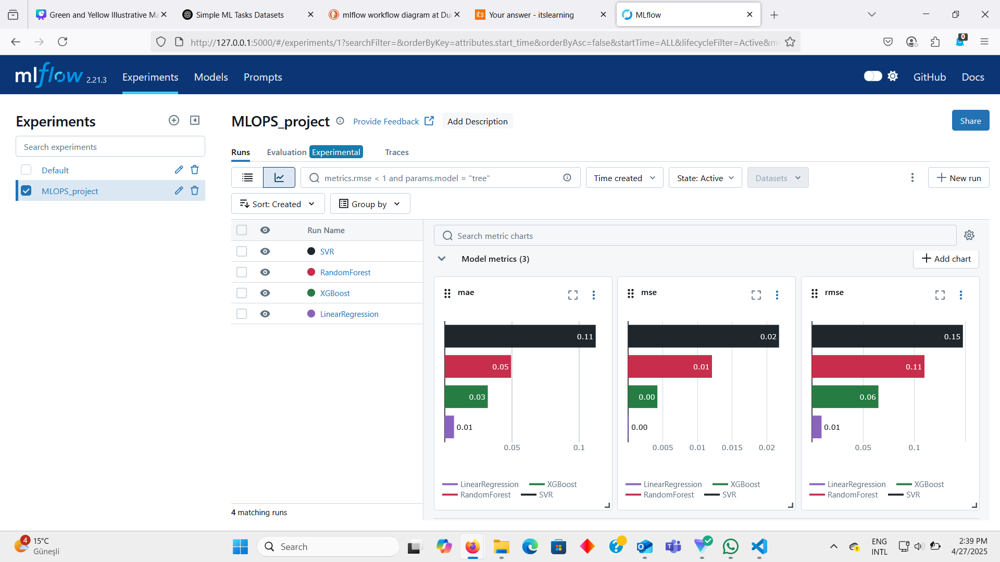 Green and Yellow Illustrative Ma
Simple ML Tasks Datasets
mlflow workflow diagram at Du
its
Your answer - itslearning
MLflow
http://127.0.0.1:5000/#/experiments/1?searchFilter=&orderByKey=attributes.start_time&orderByAsc=false&startTime=ALL&lifecycleFilter=Active&m
0
mlflow 2.21.3
Experiments
Models
Prompts
GitHub
Docs
Experiments
Search experiments
Default
MLOPS_project
MLOPS_project
Provide Feedback
Add Description
Share
Runs
Evaluation
Experimental
Traces
metrics.rmse < 1 and params.model = "tree"
Time created
State: Active
Datasets
New run
Sort: Created
Group by
Run Name
SVR
RandomForest
XGBoost
LinearRegression
4 matching runs
Search metric charts
Model metrics (3)
Add chart
mae
0.11
0.05
0.03
0.01
0.05 0.1
LinearRegression XGBoost
RandomForest SVR
mse
0.02
0.01
0.00
0.00
0.005 0.01 0.015 0.02
LinearRegression XGBoost
RandomForest SVR
rmse
0.15
0.11
0.06
0.01
0.05 0.1
LinearRegression XGBoost
RandomForest SVR
4
15°C
Güneşli
Search
ENG
INTL
2:39 PM
4/27/2025